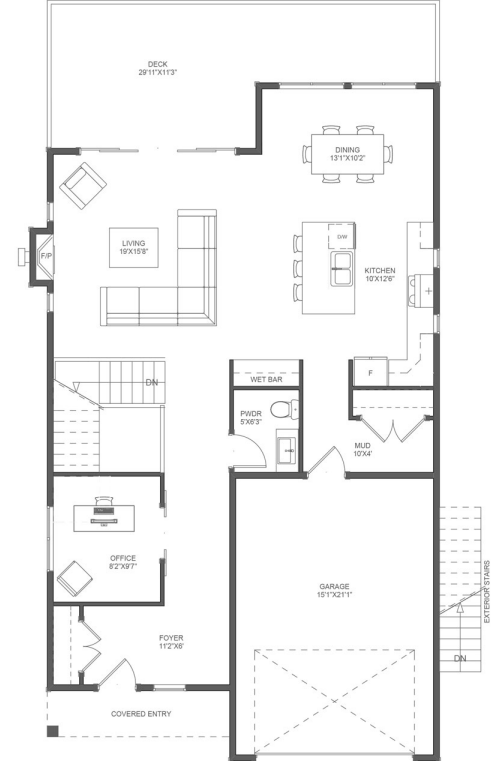 DECK
29'11"X11'3"
DINING
13'1"X10'2"
D/W
LIVING
19'X15'8"
F/P
KITCHEN
10'X12'6"
F
WET BAR
DN
PWDR
5'X6'3"
MUD
10'X4'
OFFICE
8'2"X9'7"
GARAGE
15'1"X21'1"
EXTERIOR STAIRS
FOYER
11'2"X6'
DN
COVERED ENTRY